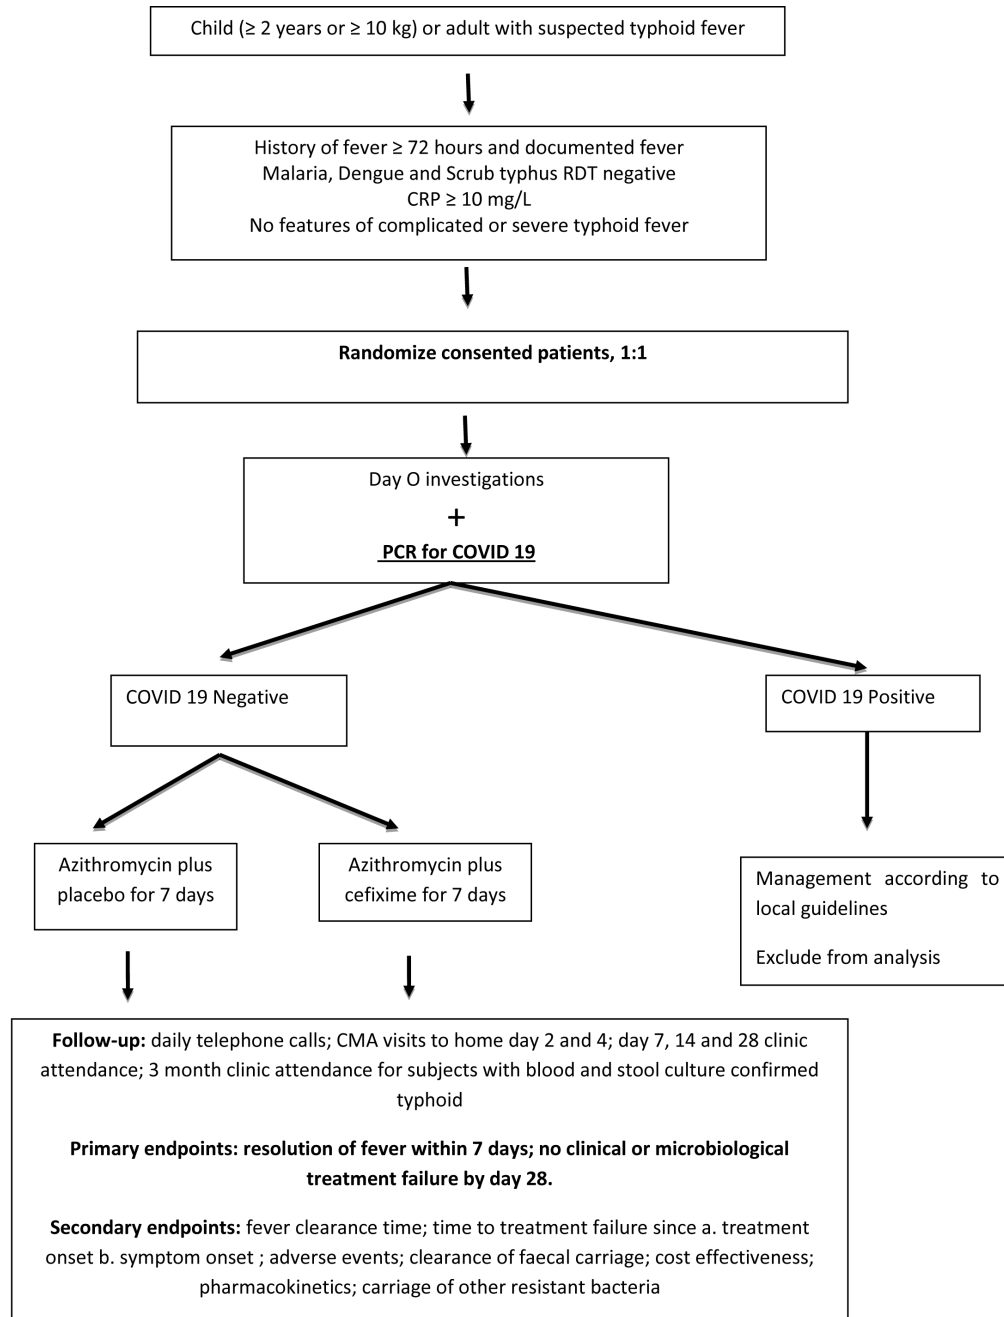 Child (≥ 2 years or ≥ 10 kg) or adult with suspected typhoid fever
History of fever ≥ 72 hours and documented fever
Malaria, Dengue and Scrub typhus RDT negative
CRP ≥ 10 mg/L
No features of complicated or severe typhoid fever
Randomize consented patients, 1:1
Day O investigations
+
PCR for COVID 19
COVID 19 Negative
COVID 19 Positive
Azithromycin plus
placebo for 7 days
Azithromycin plus
cefixime for 7 days
Management according to
local guidelines
Exclude from analysis
Follow-up: daily telephone calls; CMA visits to home day 2 and 4; day 7, 14 and 28 clinic
attendance; 3 month clinic attendance for subjects with blood and stool culture confirmed
typhoid
Primary endpoints: resolution of fever within 7 days; no clinical or microbiological
treatment failure by day 28.
Secondary endpoints: fever clearance time; time to treatment failure since a. treatment
onset b. symptom onset ; adverse events; clearance of faecal carriage; cost effectiveness;
pharmacokinetics; carriage of other resistant bacteria